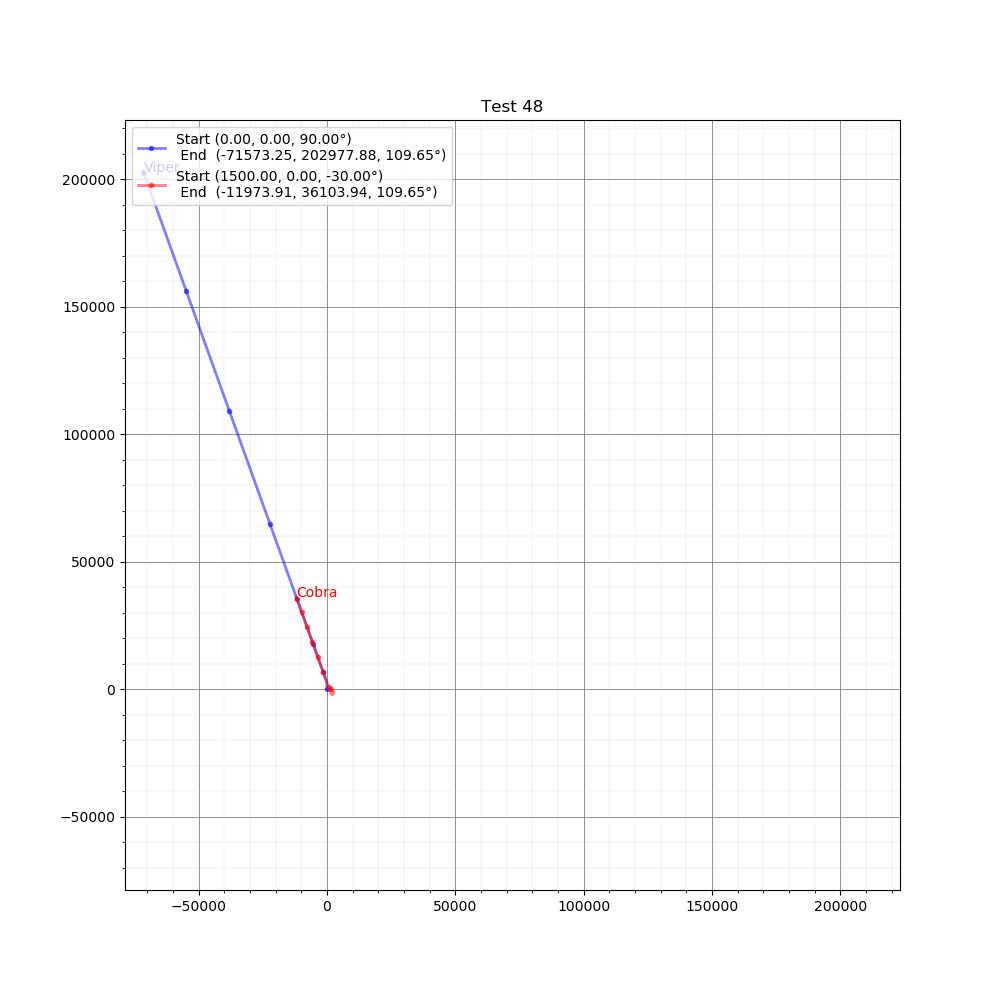 Test 48
Start (0.00, 0.00, 90.00°)
End (-71573.25, 202977.88, 109.65°)
Start (1500.00, 0.00, -30.00°)
End (-11973.91, 36103.94, 109.65°)
Viper
Cobra
200000
150000
100000
50000
0
−50000
−50000 0 50000 100000 150000 200000